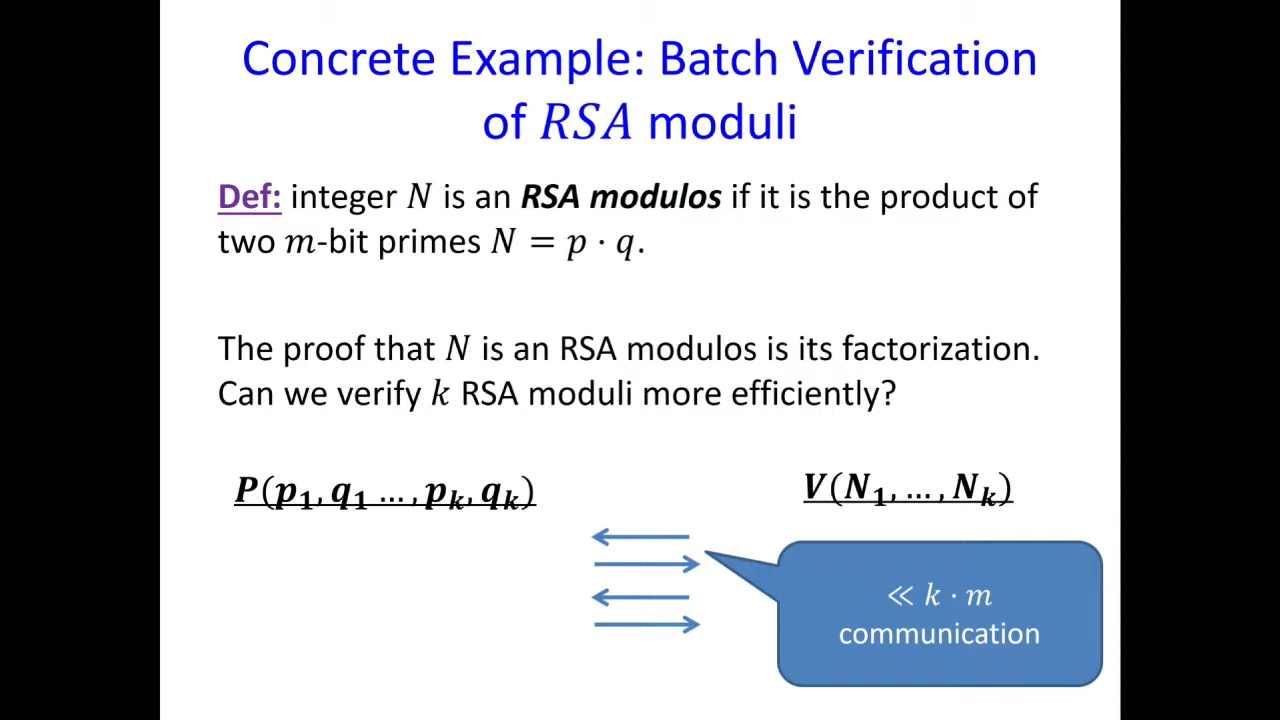 Concrete Example: Batch Verification
of RSA moduli
Def: integer N is an RSA modulos if it is the product of
two m-bit primes N = p · q.
The proof that N is an RSA modulos is its factorization.
Can we verify k RSA moduli more efficiently?
P(p₁, q₁ … , pₖ, qₖ)
V(N₁, … , Nₖ)
≪ k · m
communication